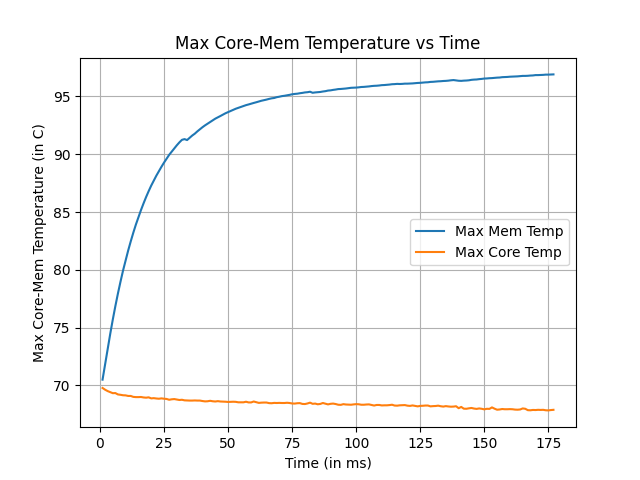 Max Core-Mem Temperature vs Time
Max Core-Mem Temperature (in C)
95
90
85
80
75
70
Max Mem Temp
Max Core Temp
0 25 50 75 100 125 150 175
Time (in ms)